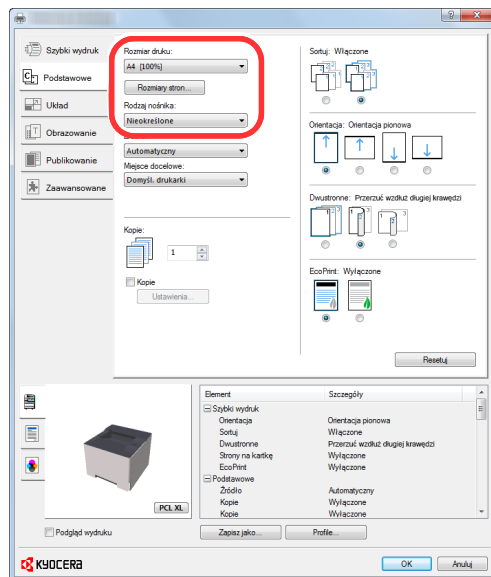 Szybki wydruk
Podstawowe
Układ
Obrazowanie
Publikowanie
Zaawansowane
Rozmiar druku:
A4 [100%]
Rozmiary stron...
Rodzaj nośnika:
Nieokreślone
Automatyczny
Miejsce docelowe:
Domyśl. drukarki
Kopie:
1
Kopie
Ustawienia...
Sortuj: Włączone
Orientacja: Orientacja pionowa
Dwustronne: Przerzuć wzdłuż długiej krawędzi
EcoPrint: Wyłączone
Resetuj
PCL XL
Podgląd wydruku
Element Szczegóły
Szybki wydruk
Orientacja Orientacja pionowa
Sortuj Włączone
Dwustronne Przerzuć wzdłuż długiej krawędzi
Strony na kartkę Wyłączone
EcoPrint Wyłączone
Podstawowe
Źródło Automatyczny
Kopie Wyłączone
Kopie Wyłączone
Zapisz jako... Profile...
KYOCERA
OK Anuluj